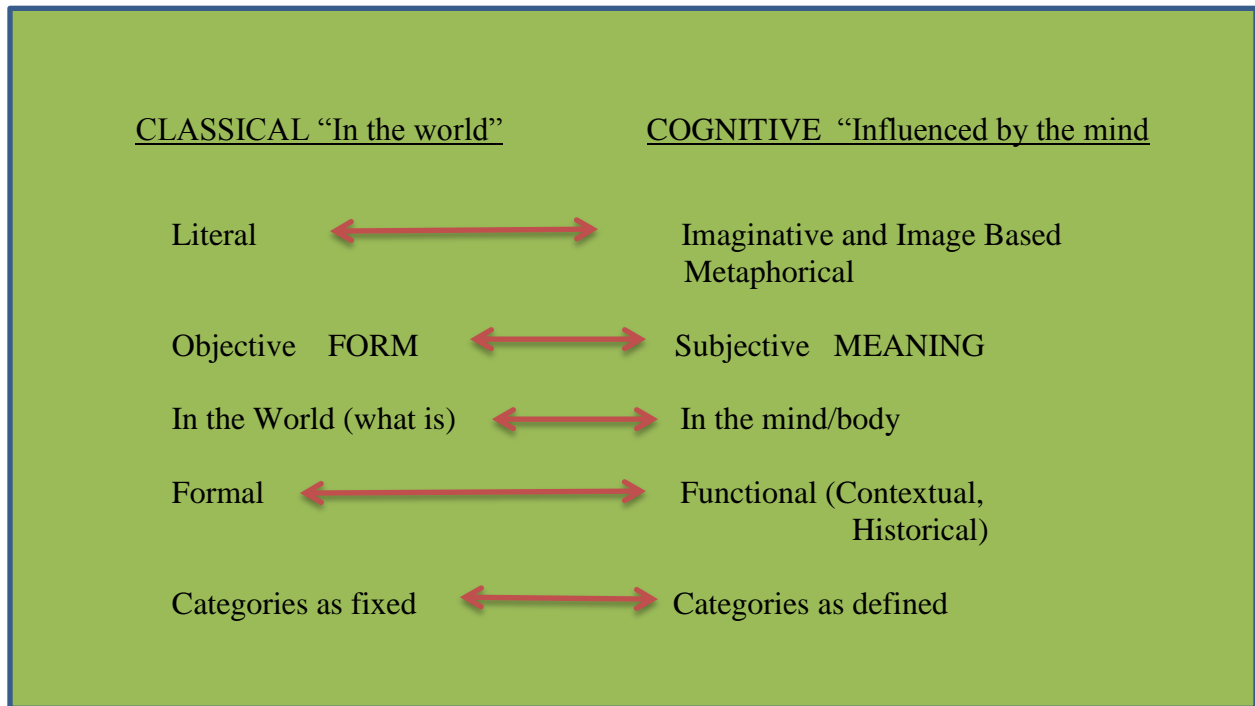 CLASSICAL “In the world” COGNITIVE “Influenced by the mind
Literal Imaginative and Image Based
Metaphorical
Objective FORM Subjective MEANING
In the World (what is) In the mind/body
Formal Functional (Contextual,
Historical)
Categories as fixed Categories as defined